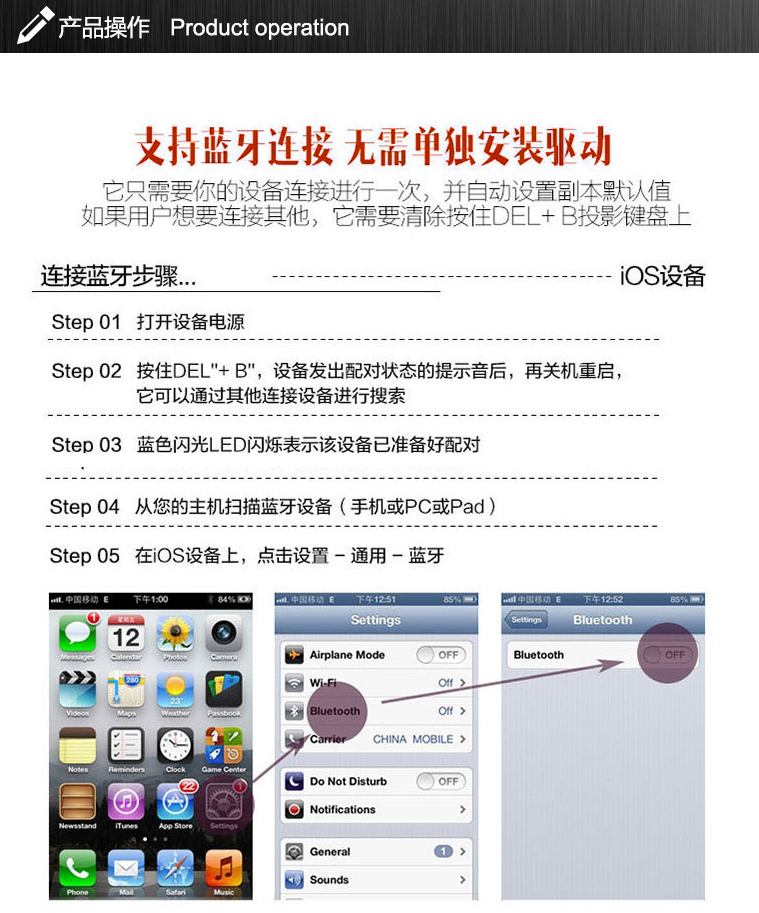 产品操作 Product operation
支持蓝牙连接 无需单独安装驱动
它只需要你的设备连接进行一次，并自动设置副本默认值
如果用户想要连接其他，它需要清除按住DEL+ B投影键盘上
连接蓝牙步骤... iOS设备
Step 01 打开设备电源
Step 02 按住DEL"+ B"，设备发出配对状态的提示音后，再关机重启，
它可以通过其他连接设备进行搜索
Step 03 蓝色闪光LED闪烁表示该设备已准备好配对
Step 04 从您的主机扫描蓝牙设备（手机或PC或Pad）
Step 05 在iOS设备上，点击设置 – 通用 – 蓝牙
中国移动 E 下午1:00 84%
1
星期三
12
Messages Calendar Photos Camera
280
23°
Videos Maps Weather Passbook
Notes Reminders Clock Game Center
22
1
Newsstand iTunes App Store Settings
Phone Mail Safari Music
中国移动 E 下午12:51 85%
Settings
Airplane Mode OFF
Wi-Fi Off
Bluetooth Off
Carrier CHINA MOBILE
Do Not Disturb OFF
Notifications
General 1
Sounds
中国移动 E 下午12:52 85%
Settings Bluetooth
Bluetooth OFF